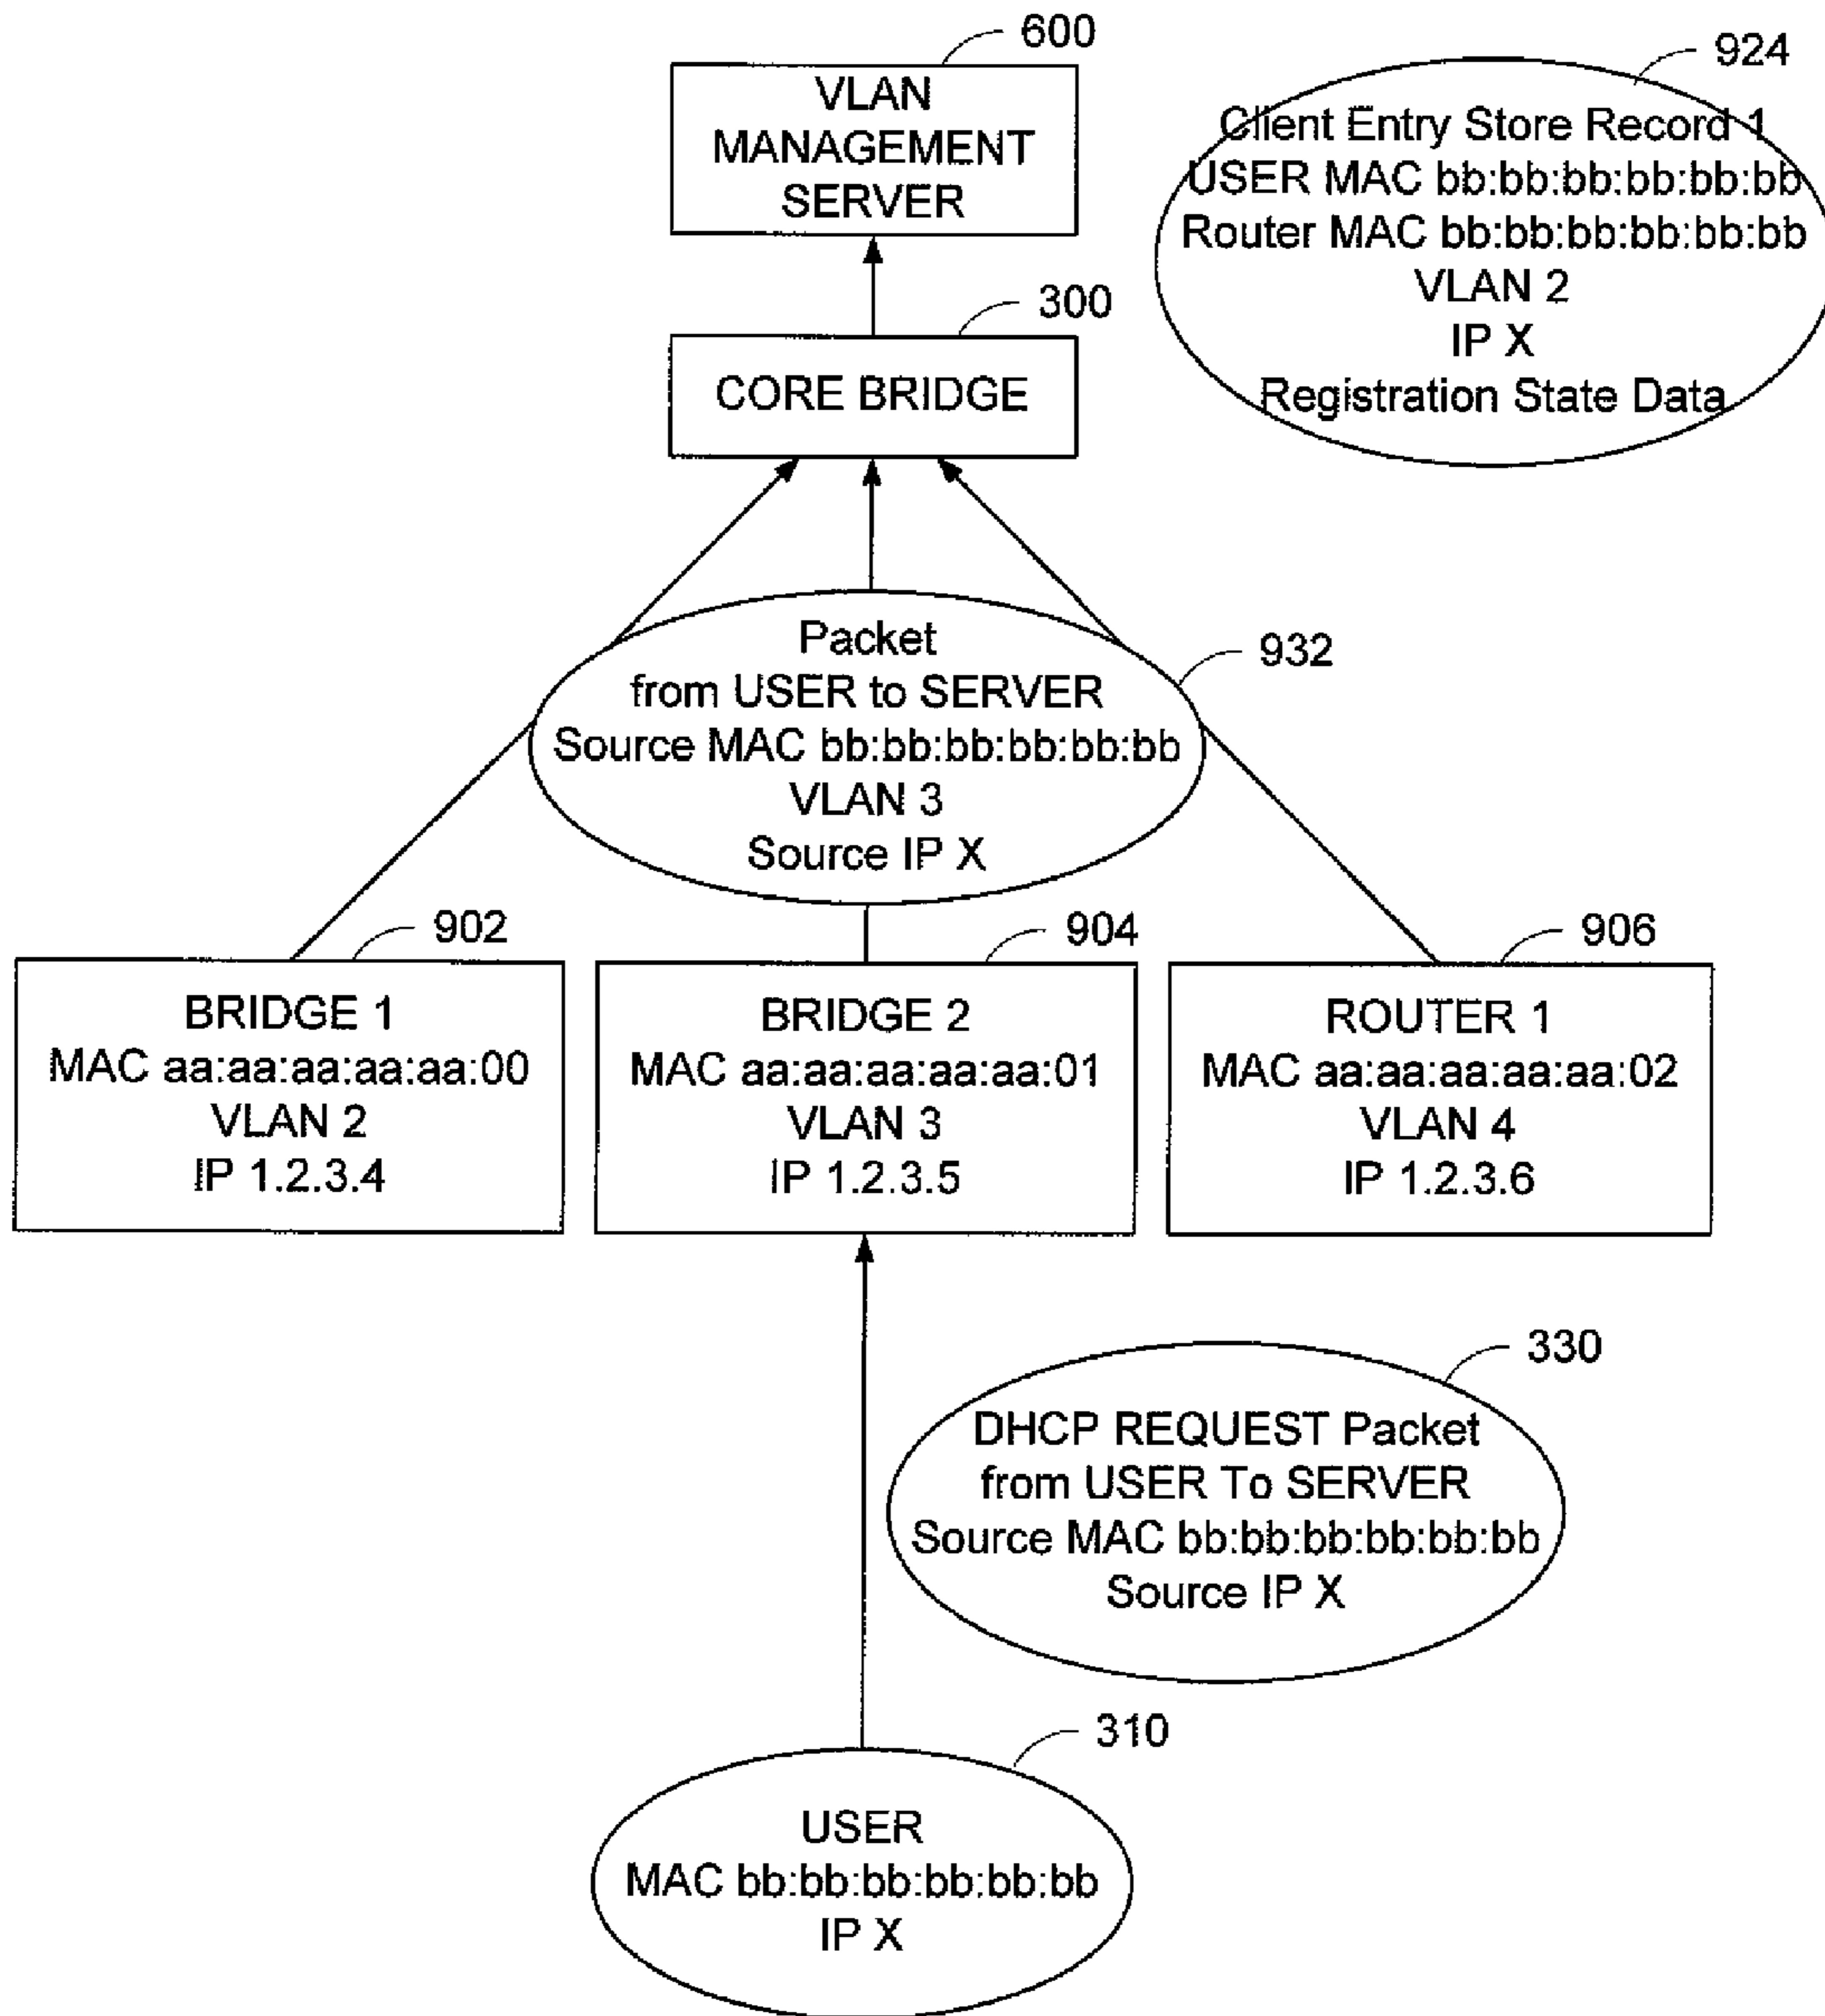 600
VLAN
MANAGEMENT
SERVER
924
Client Entry Store Record 1
USER MAC bb:bb:bb:bb:bb:bb
Router MAC bb:bb:bb:bb:bb:bb
VLAN 2
IP X
Registration State Data
300
CORE BRIDGE
932
Packet
from USER to SERVER
Source MAC bb:bb:bb:bb:bb:bb
VLAN 3
Source IP X
902
BRIDGE 1
MAC aa:aa:aa:aa:aa:00
VLAN 2
IP 1.2.3.4
904
BRIDGE 2
MAC aa:aa:aa:aa:aa:01
VLAN 3
IP 1.2.3.5
906
ROUTER 1
MAC aa:aa:aa:aa:aa:02
VLAN 4
IP 1.2.3.6
330
DHCP REQUEST Packet
from USER To SERVER
Source MAC bb:bb:bb:bb:bb:bb
Source IP X
310
USER
MAC bb:bb:bb:bb:bb:bb
IP X